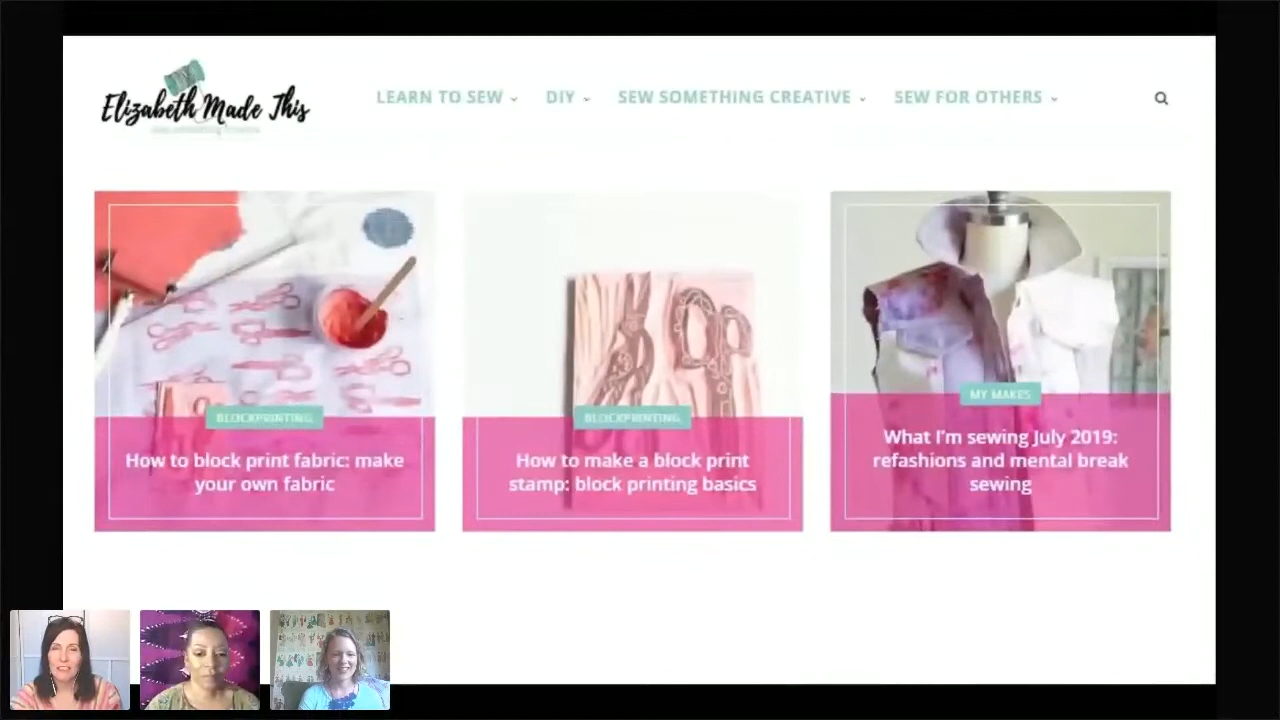 Elizabeth Made This
LEARN TO SEW
DIY
SEW SOMETHING CREATIVE
SEW FOR OTHERS
BLOCKPRINTING
How to block print fabric: make
your own fabric
BLOCKPRINTING
How to make a block print
stamp: block printing basics
MY MAKES
What I'm sewing July 2019:
refashions and mental break
sewing